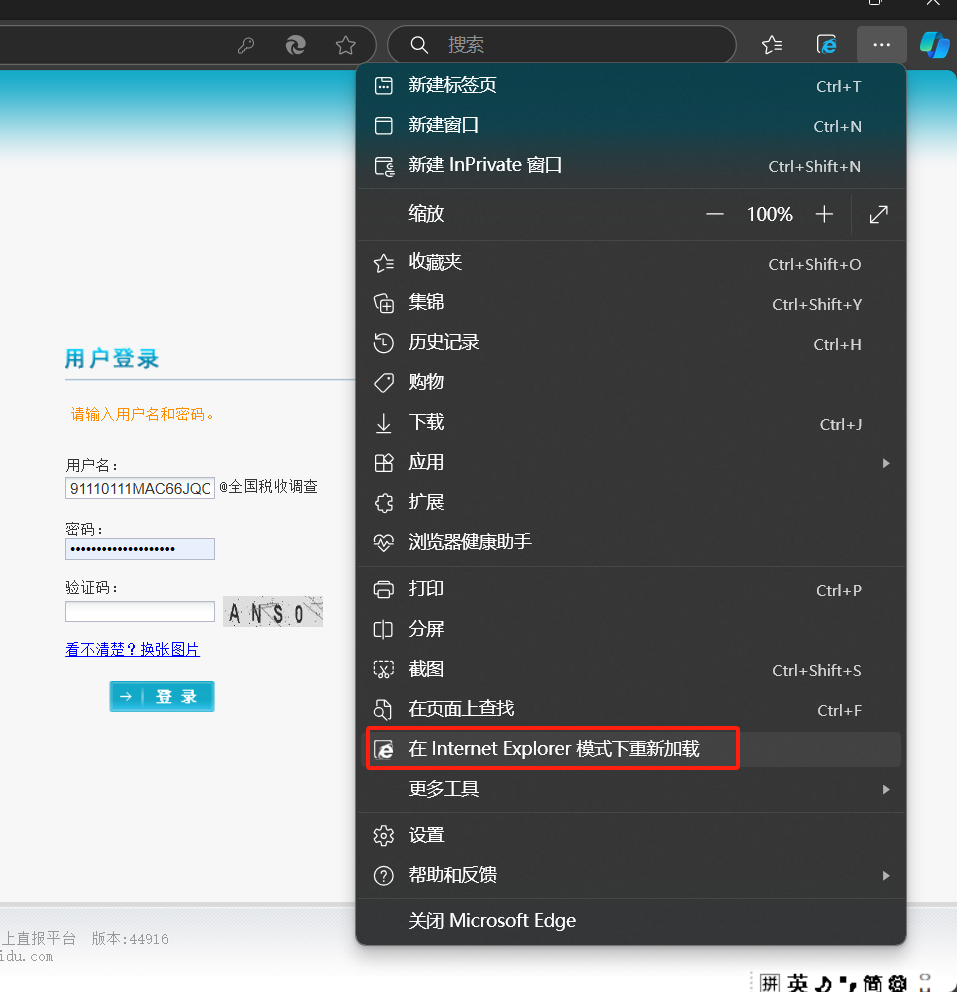 搜索
新建标签页 Ctrl+T
新建窗口 Ctrl+N
新建 InPrivate 窗口 Ctrl+Shift+N
缩放 — 100% +
收藏夹 Ctrl+Shift+O
集锦 Ctrl+Shift+Y
历史记录 Ctrl+H
购物
下载 Ctrl+J
应用
扩展
浏览器健康助手
打印 Ctrl+P
分屏
截图 Ctrl+Shift+S
在页面上查找 Ctrl+F
在 Internet Explorer 模式下重新加载
更多工具
设置
帮助和反馈
关闭 Microsoft Edge
用户登录
请输入用户名和密码。
用户名：
91110111MAC66JQC @全国税收调查
密码：
验证码：
ANSO
看不清楚？换张图片
登 录
上直报平台 版本:44916
idu.com
拼 英 简